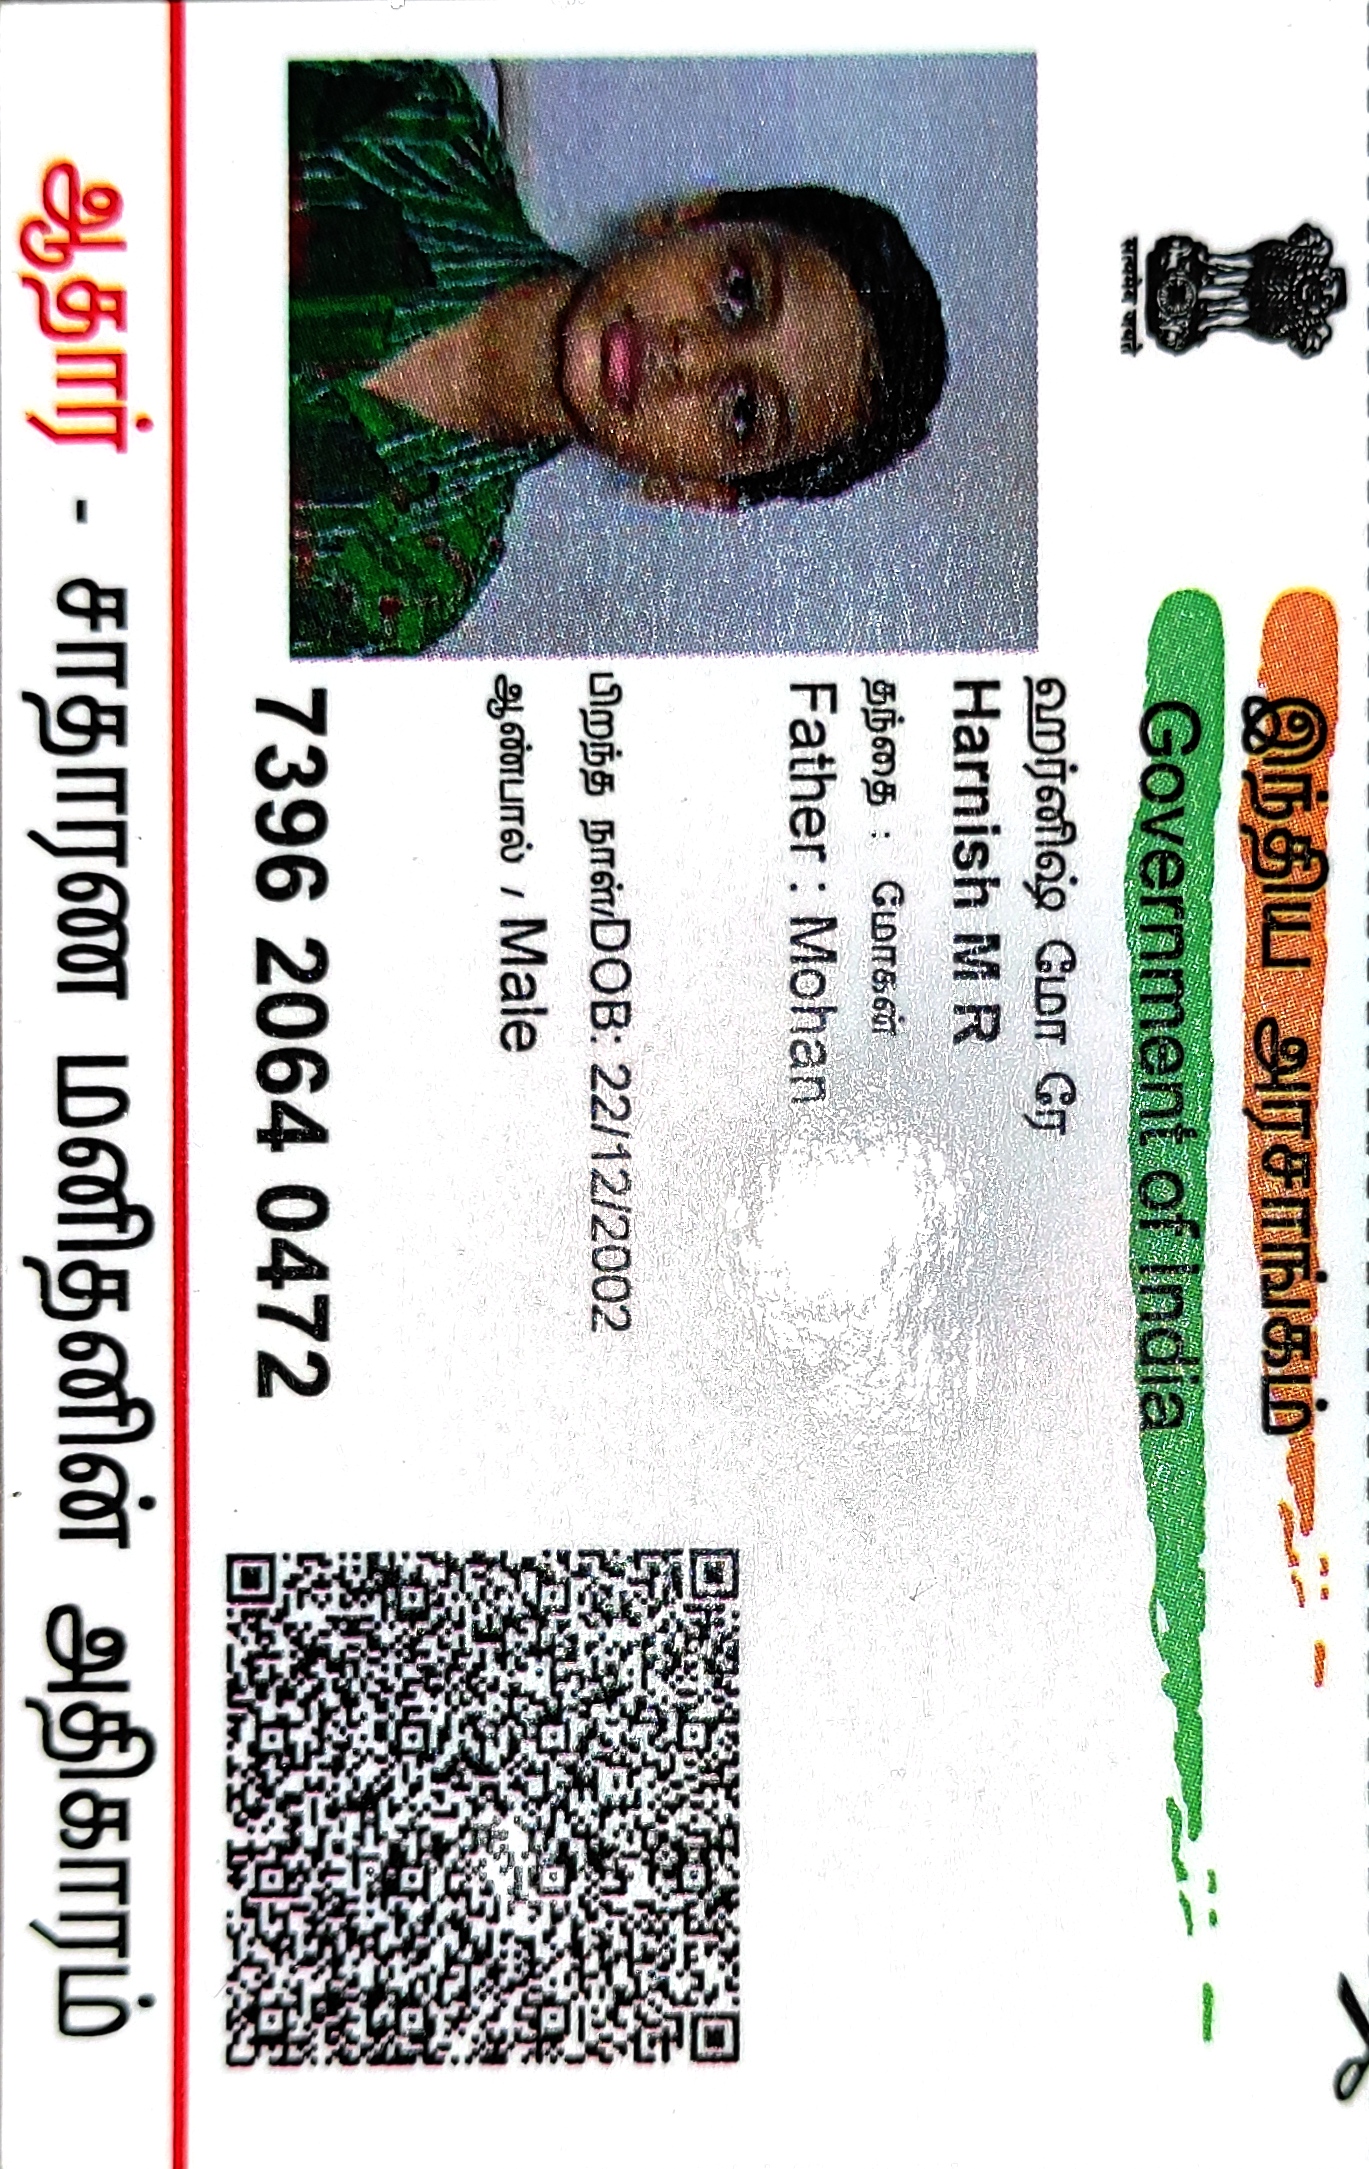 सत्यमेव जयते
இந்திய அரசாங்கம்
Government of India
ஹர்னிஷ் மோ ரே
Harnish M R
தந்தை : மோகன்
Father : Mohan
பிறந்த நாள்/DOB: 22/12/2002
ஆண்பால் / Male
7396 2064 0472
ஆதார் - சாதாரண மனிதனின் அதிகாரம்